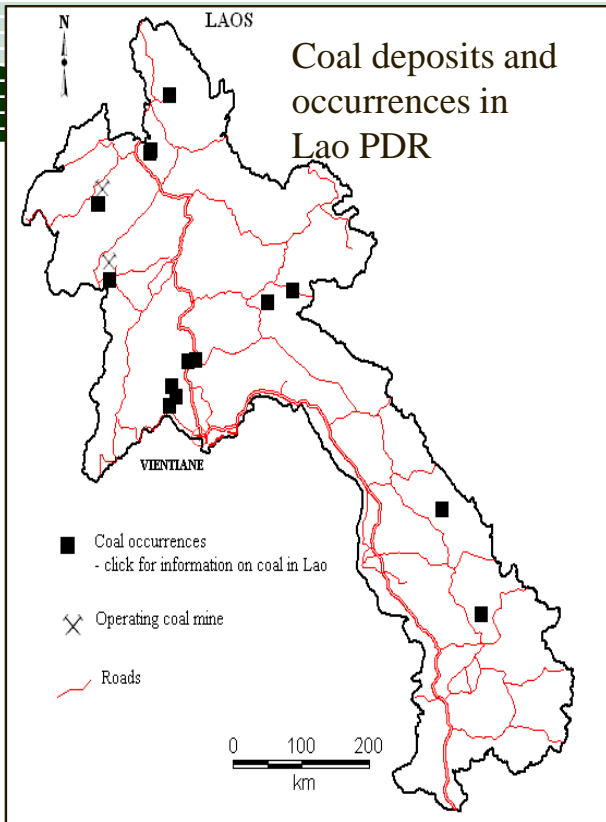 LAOS
N
Coal deposits and
occurrences in
Lao PDR
VIENTIANE
Coal occurrences
- click for information on coal in Lao
Operating coal mine
Roads
0 100 200
km